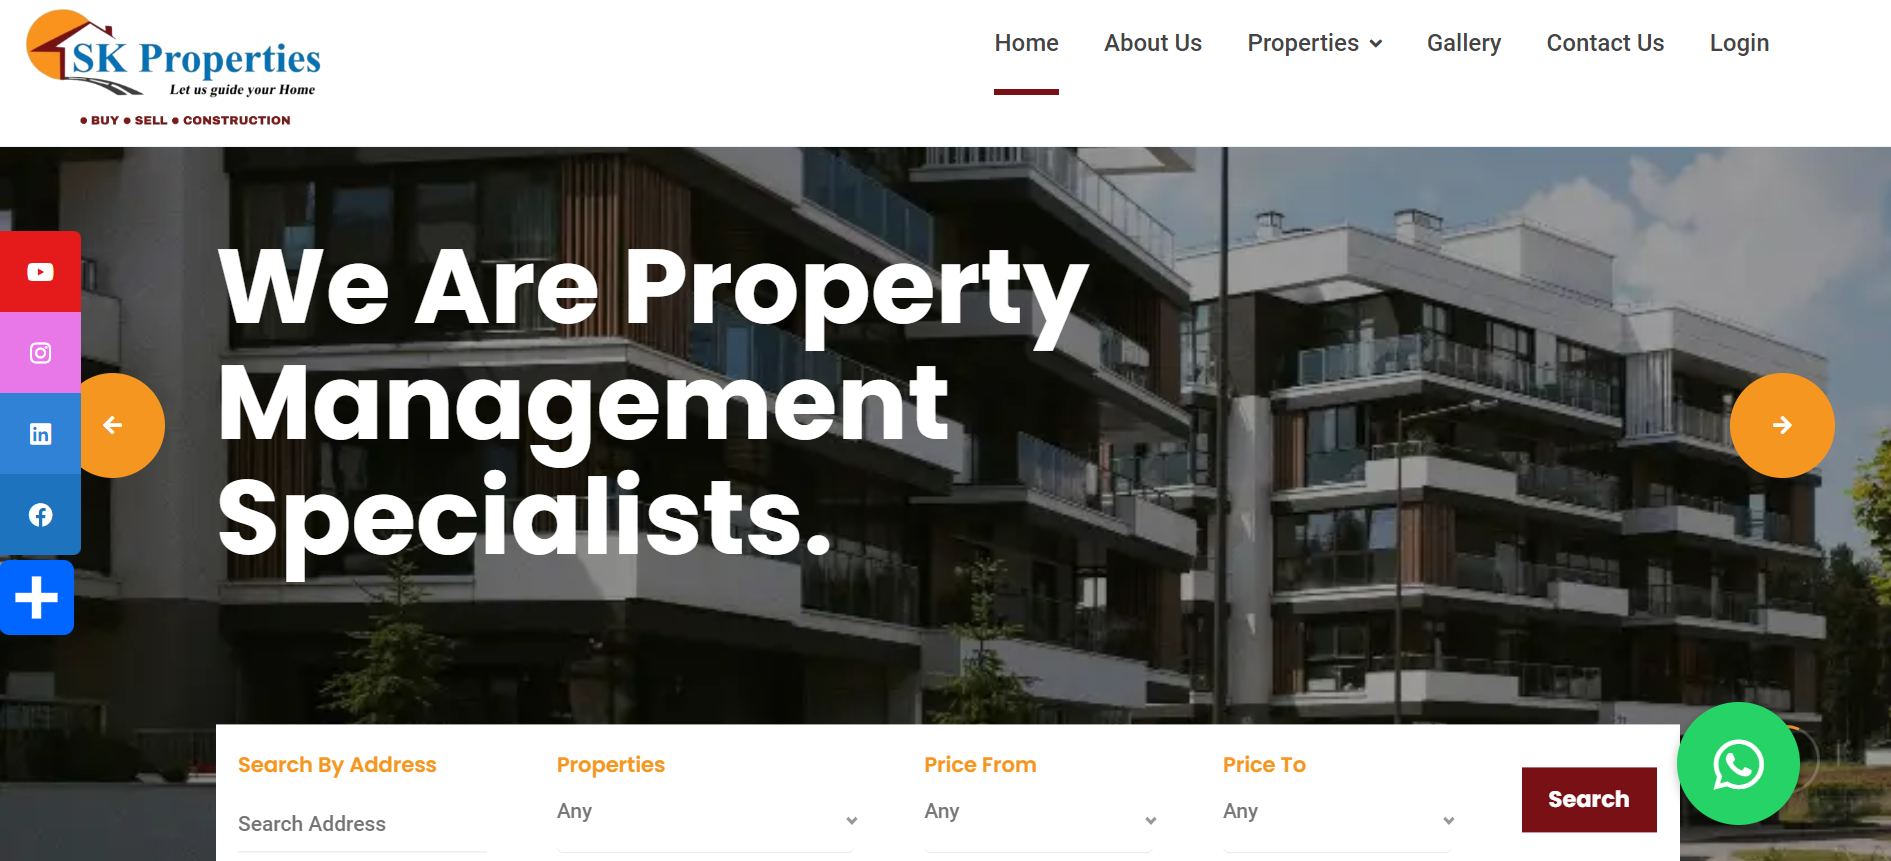 SK Properties
Let us guide your Home
• BUY • SELL • CONSTRUCTION
Home
About Us
Properties
Gallery
Contact Us
Login
We Are Property
Management
Specialists.
Search By Address
Search Address
Properties
Any
Price From
Any
Price To
Any
Search